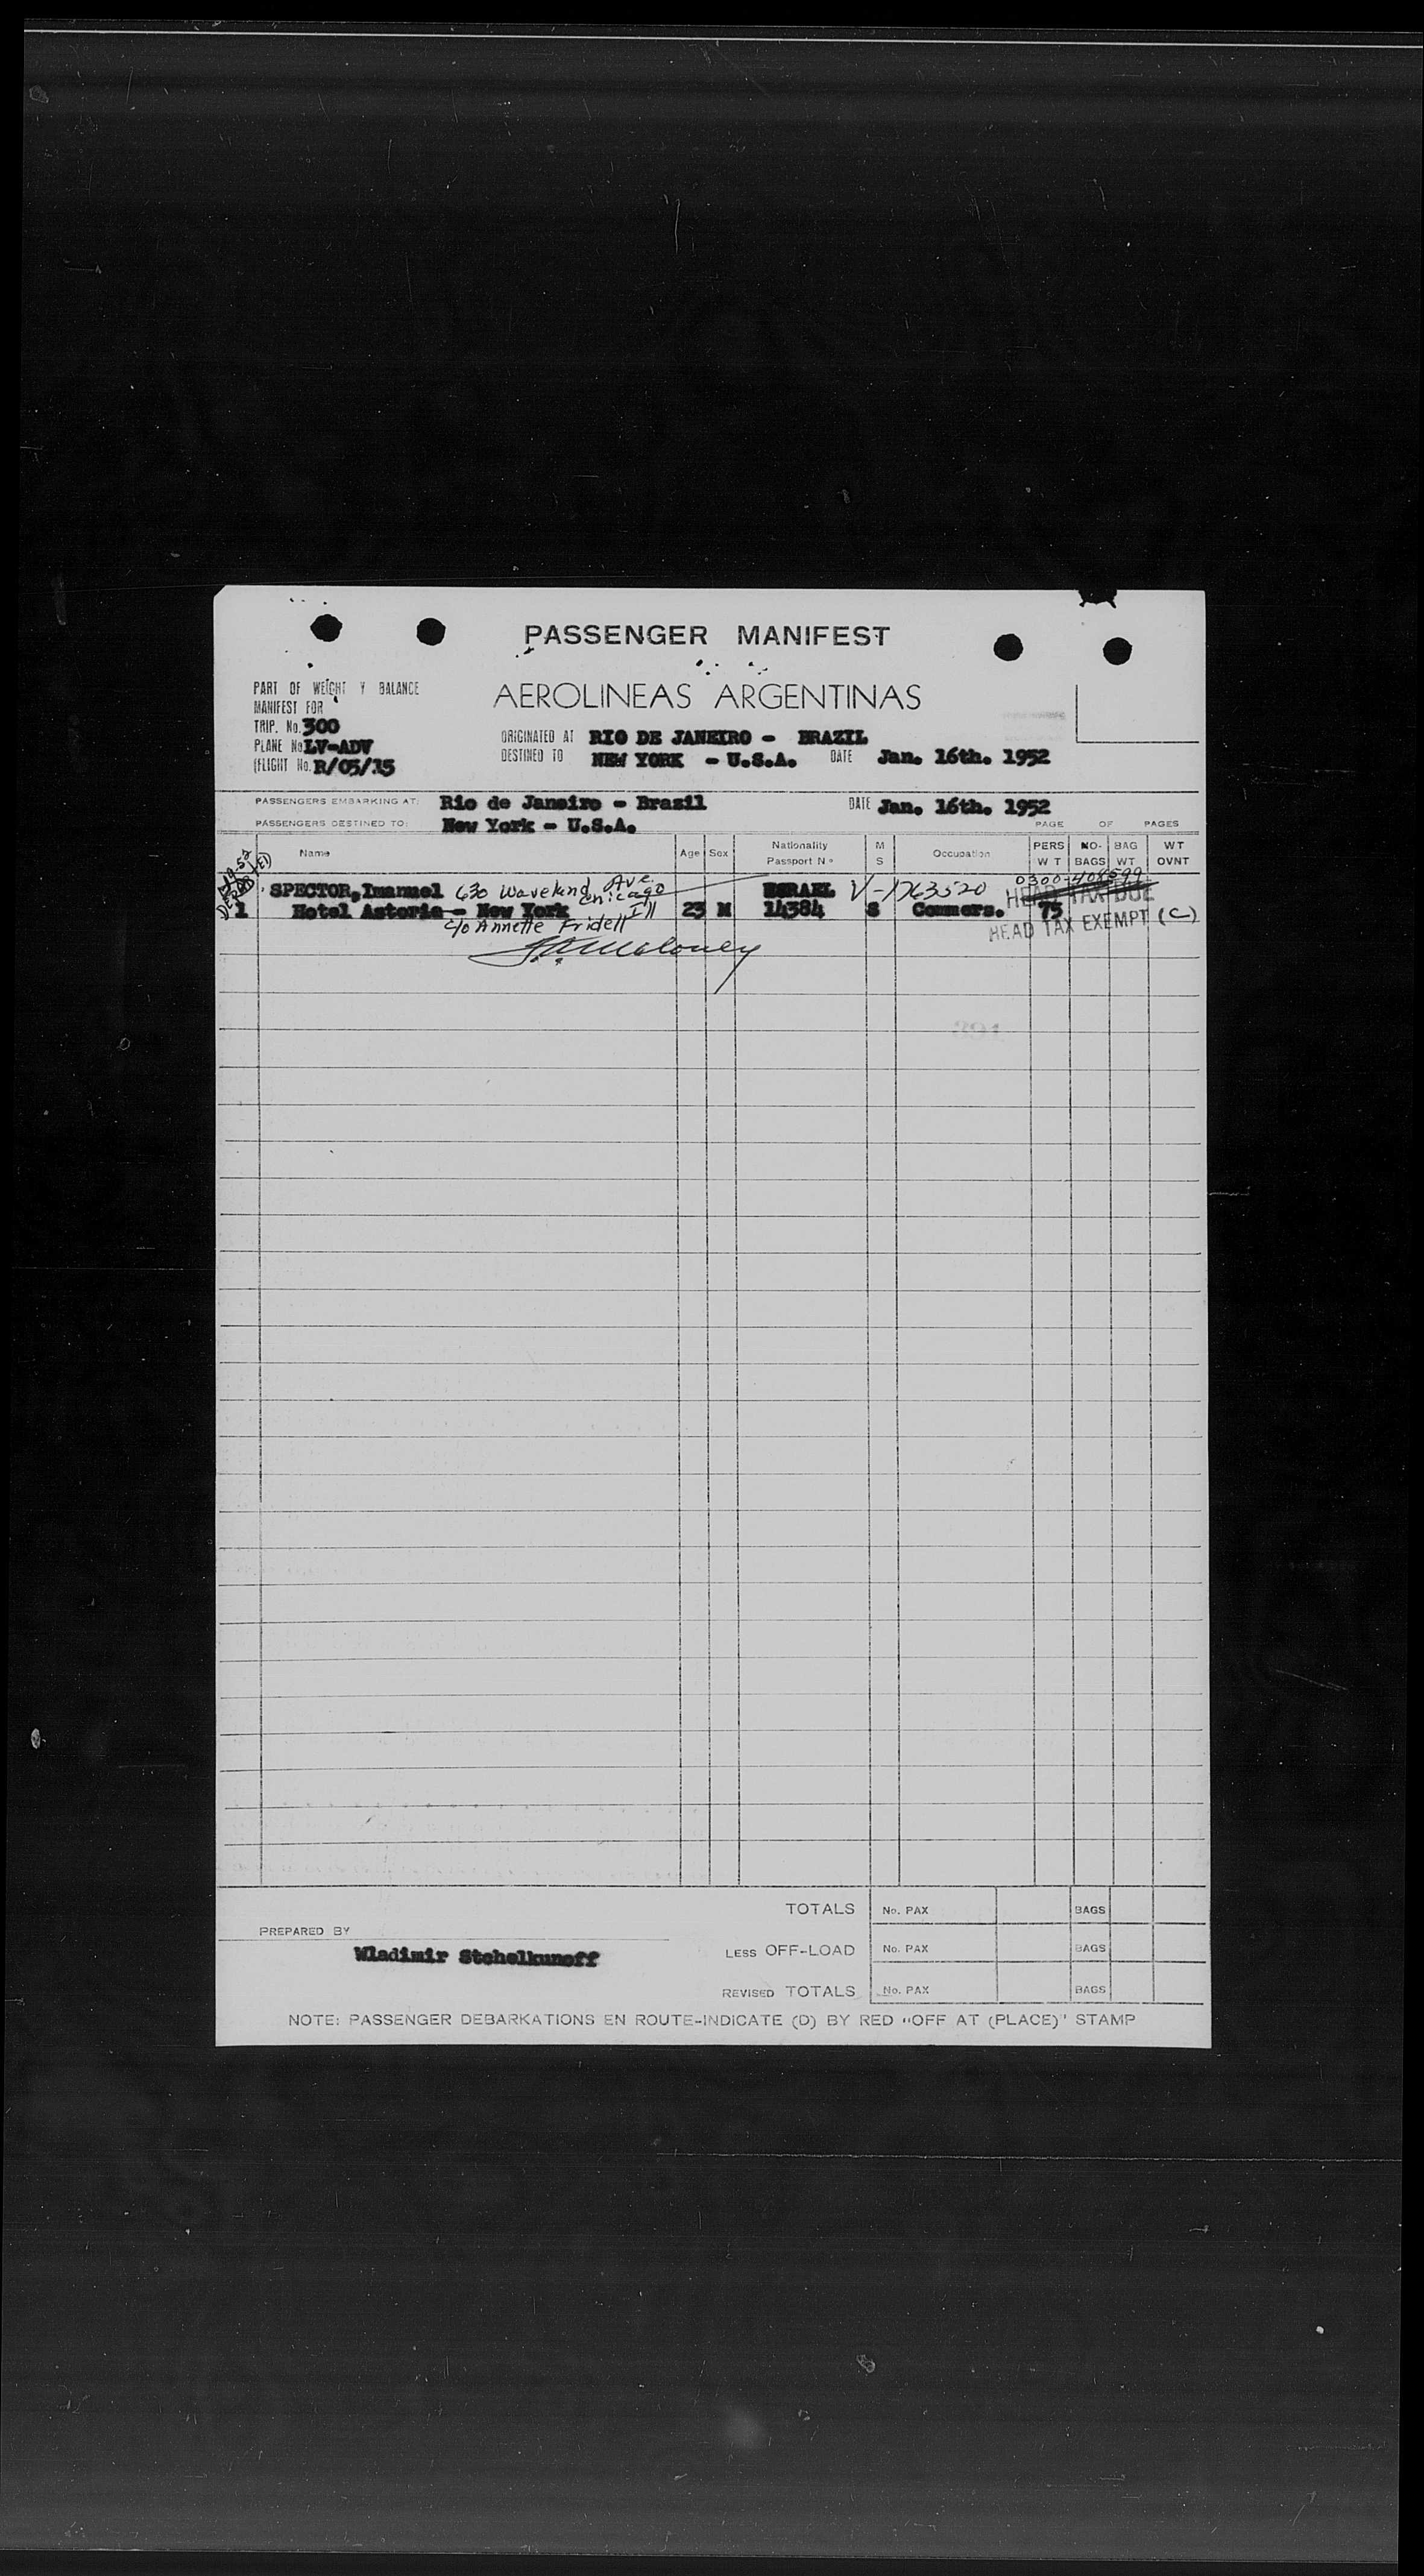 PASSENGER MANIFEST
AEROLINEAS ARGENTINAS
PART OF WEIGHT Y BALANCE
MANIFEST FOR
TRIP. No. 300
PLANE No LV-ADV
(FLIGHT No. R/05/15
ORIGINATED AT RIO DE JANEIRO - BRAZIL
DESTINED TO NEW YORK - U.S.A. DATE Jan. 16th. 1952
PASSENGERS EMBARKING AT: Rio de Janeiro - Brazil DATE Jan. 16th. 1952
PASSENGERS DESTINED TO: New York - U.S.A. PAGE OF PAGES
Name Age Sex Nationality Passport Nº M S Occupation PERS WT NO- BAGS BAG WT WT OVNT
0300-408599
SPECTOR, Imanuel 630 Waveland Ave. Chicago Ill ISRAEL V-1763520 HEAD TAX DUE
1 Hotel Astoria - New York 23 M 14384 S Commers. 75
c/o Annette Fridell HEAD TAX EXEMPT (C)
TOTALS No. PAX BAGS
PREPARED BY
Wladimir Stchelkunoff
LESS OFF-LOAD No. PAX BAGS
REVISED TOTALS No. PAX BAGS
NOTE: PASSENGER DEBARKATIONS EN ROUTE-INDICATE (D) BY RED "OFF AT (PLACE)" STAMP